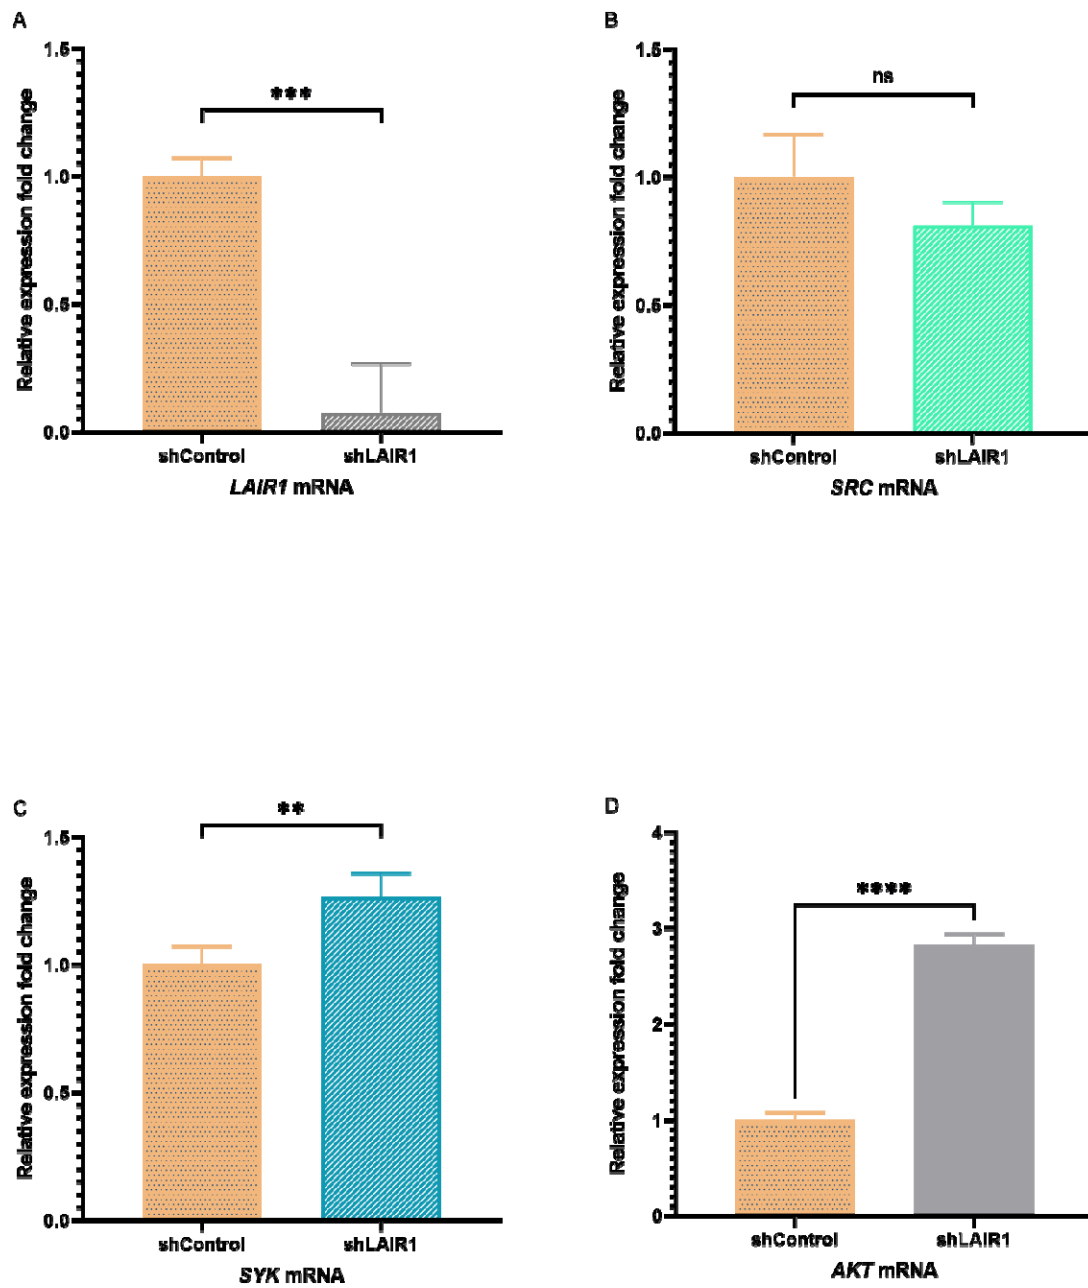 A
Relative expression fold change
1.5
1.0
0.5
0.0
***
shControl
shLAIR1
LAIR1 mRNA
B
Relative expression fold change
1.5
1.0
0.5
0.0
ns
shControl
shLAIR1
SRC mRNA
C
Relative expression fold change
1.5
1.0
0.5
0.0
**
shControl
shLAIR1
SYK mRNA
D
Relative expression fold change
4
3
2
1
0
****
shControl
shLAIR1
AKT mRNA